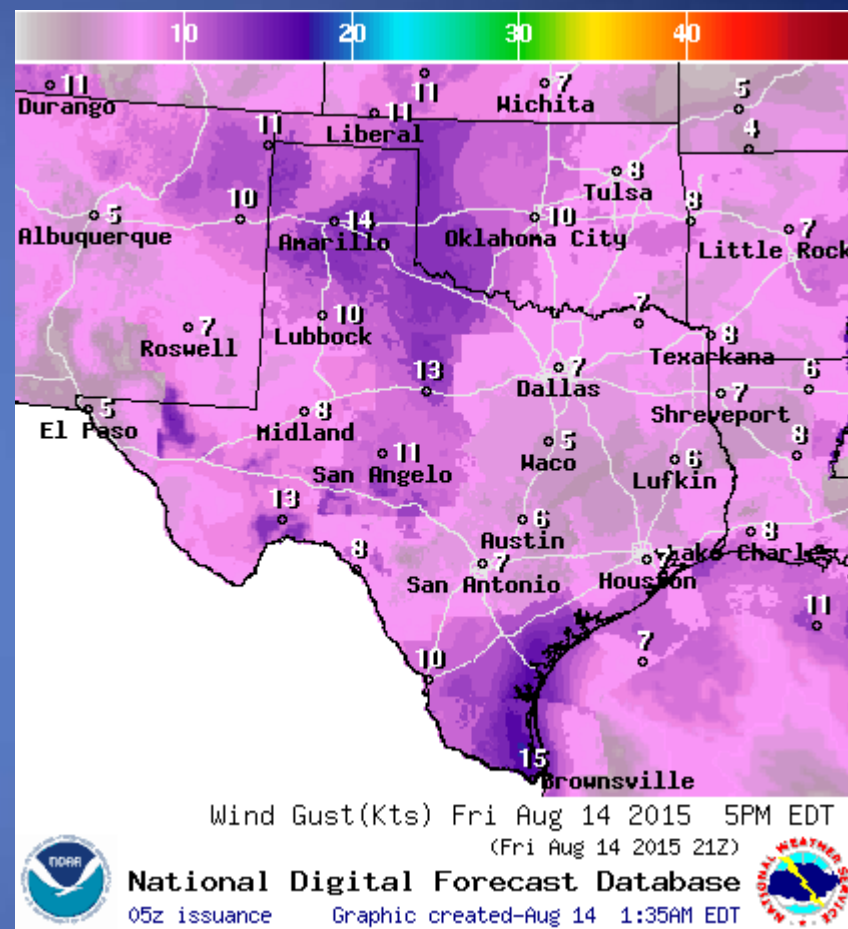 10 20 30 40
11 Durango
11
11 Liberal
7 Wichita
5
4
11
8 Tulsa
5 Albuquerque
10
14 Amarillo
10 Oklahoma City
8
7 Little Rock
7 Roswell
10 Lubbock
7
8 Texarkana
7 Dallas
13
6
7 Shreveport
5 El Paso
8 Midland
5 Waco
11 San Angelo
6 Lufkin
8
13
6 Austin
8
Lake Charles
8
7 San Antonio
7 Houston
11
7
10
15 Brownsville
Wind Gust(Kts) Fri Aug 14 2015 5PM EDT
(Fri Aug 14 2015 21Z)
NOAA
National Digital Forecast Database
05z issuance Graphic created-Aug 14 1:35AM EDT
NATIONAL WEATHER SERVICE